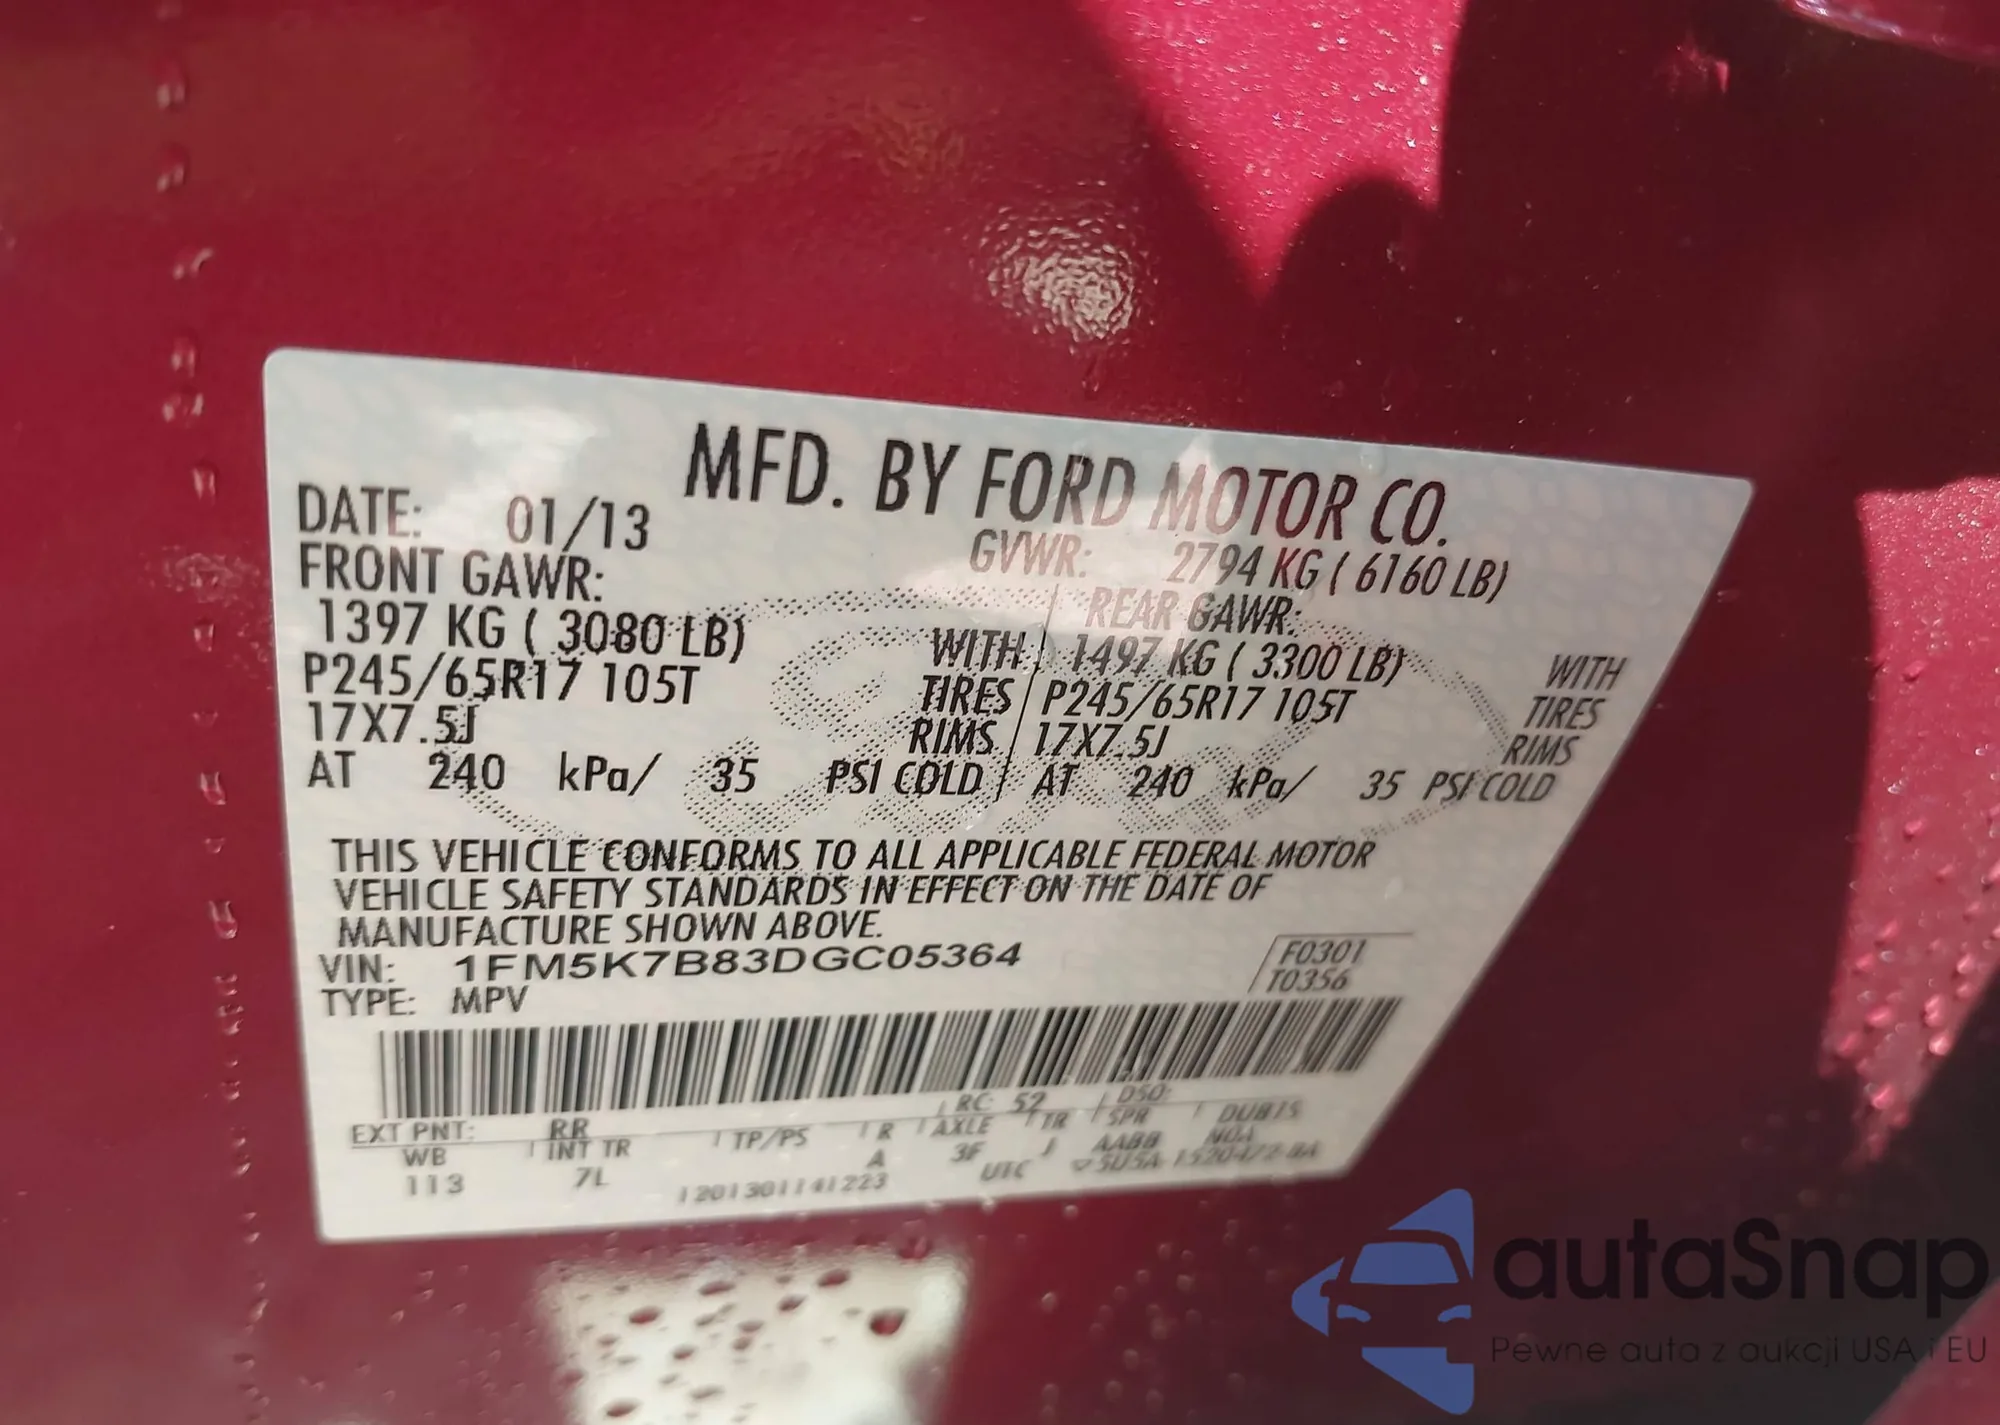 MFD. BY FORD MOTOR CO.
DATE: 01/13 GVWR: 2794 KG ( 6160 LB)
FRONT GAWR: REAR GAWR:
1397 KG ( 3080 LB) WITH 1497 KG ( 3300 LB) WITH
P245/65R17 105T TIRES P245/65R17 105T TIRES
17X7.5J RIMS 17X7.5J RIMS
AT 240 kPa/ 35 PSI COLD AT 240 kPa/ 35 PSI COLD
THIS VEHICLE CONFORMS TO ALL APPLICABLE FEDERAL MOTOR
VEHICLE SAFETY STANDARDS IN EFFECT ON THE DATE OF
MANUFACTURE SHOWN ABOVE.
VIN: 1FM5K7B83DGC05364 F0301
TYPE: MPV T0356
EXT PNT: RR RC: 52 DSO:
WB INT TR TP/PS R AXLE TR SPR DUBIS
113 7L A 3F J AABB
1201301141223 UTC
autaSnap
Pewne auta z aukcji USA i EU